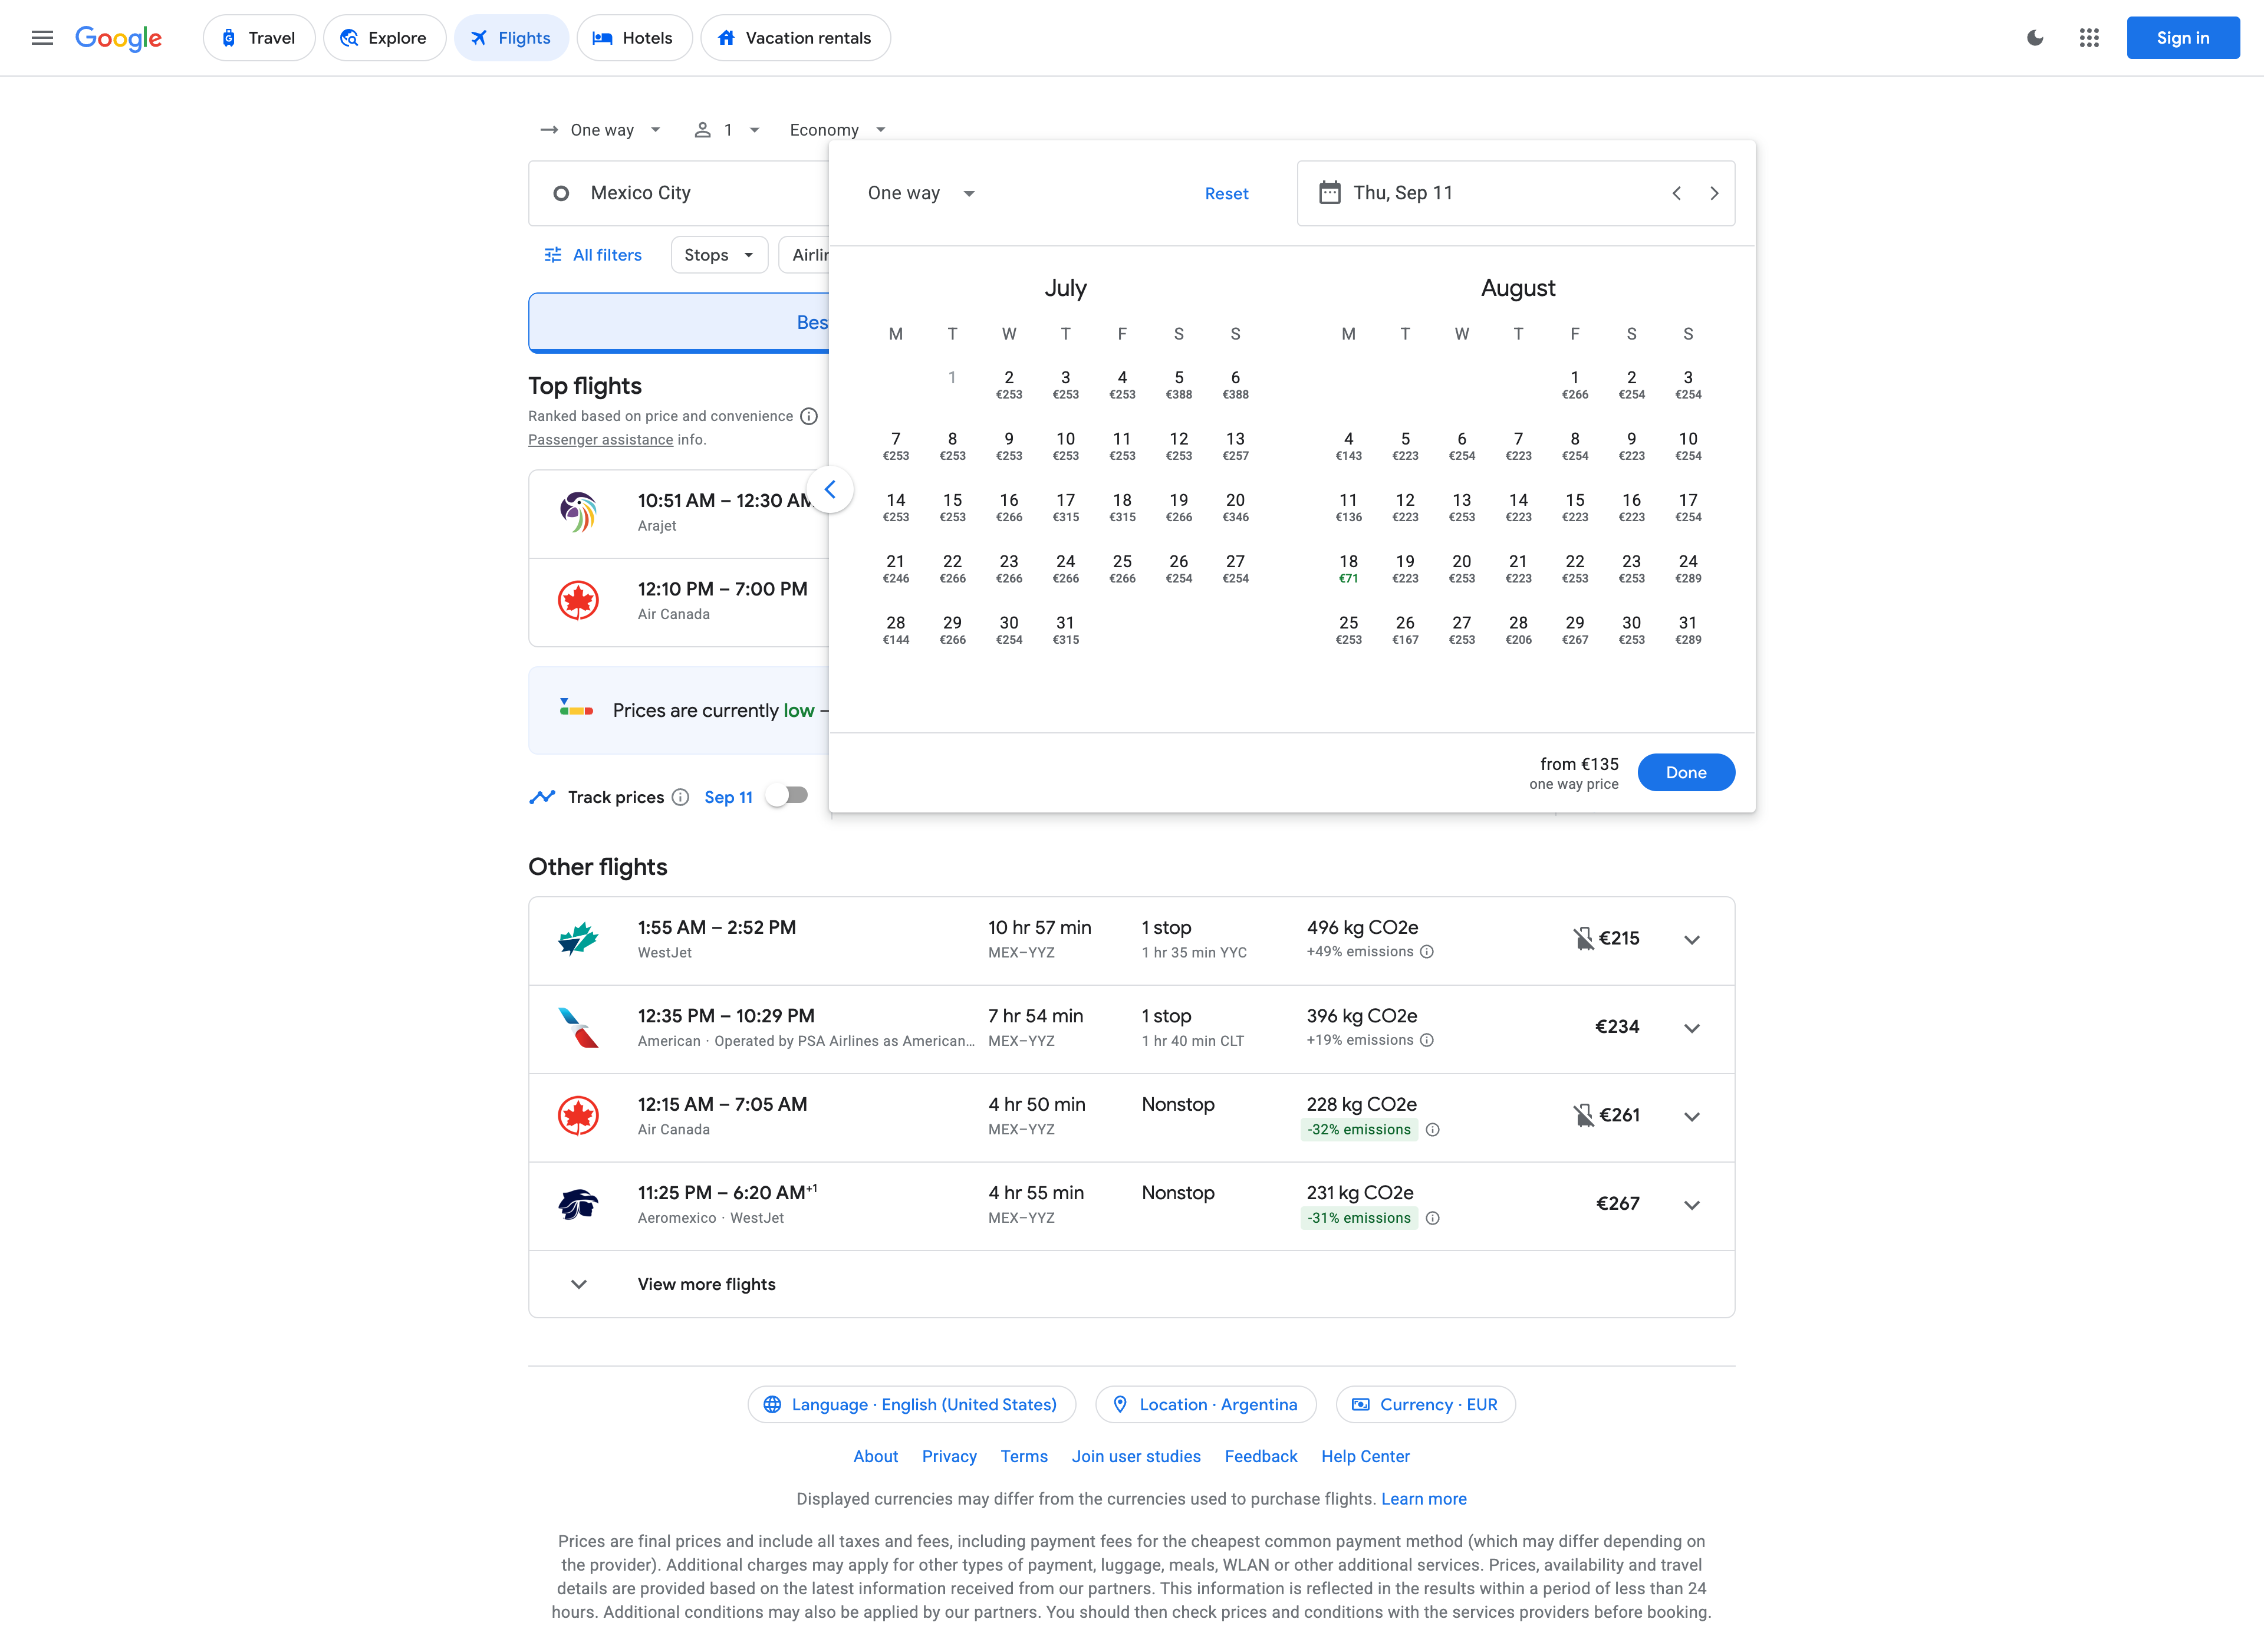 Google
Travel
Explore
Flights
Hotels
Vacation rentals
Sign in
One way
1
Economy
Mexico City
One way
Reset
Thu, Sep 11
All filters
Stops
Airlin
Bes
Top flights
Ranked based on price and convenience
Passenger assistance info.
10:51 AM – 12:30 AM
Arajet
12:10 PM – 7:00 PM
Air Canada
Prices are currently low –
Track prices
Sep 11
July
M T W T F S S
1 2 3 4 5 6
€253 €253 €253 €388 €388
7 8 9 10 11 12 13
€253 €253 €253 €253 €253 €253 €257
14 15 16 17 18 19 20
€253 €253 €266 €315 €315 €266 €346
21 22 23 24 25 26 27
€246 €266 €266 €266 €266 €254 €254
28 29 30 31
€144 €266 €254 €315
August
M T W T F S S
1 2 3
€266 €254 €254
4 5 6 7 8 9 10
€143 €223 €254 €223 €254 €223 €254
11 12 13 14 15 16 17
€136 €223 €253 €223 €223 €223 €254
18 19 20 21 22 23 24
€71 €223 €253 €223 €253 €253 €289
25 26 27 28 29 30 31
€253 €167 €253 €206 €267 €253 €289
from €135
one way price
Done
Other flights
1:55 AM – 2:52 PM
WestJet
10 hr 57 min
MEX–YYZ
1 stop
1 hr 35 min YYC
496 kg CO2e
+49% emissions
€215
12:35 PM – 10:29 PM
American · Operated by PSA Airlines as American...
7 hr 54 min
MEX–YYZ
1 stop
1 hr 40 min CLT
396 kg CO2e
+19% emissions
€234
12:15 AM – 7:05 AM
Air Canada
4 hr 50 min
MEX–YYZ
Nonstop
228 kg CO2e
-32% emissions
€261
11:25 PM – 6:20 AM+1
Aeromexico · WestJet
4 hr 55 min
MEX–YYZ
Nonstop
231 kg CO2e
-31% emissions
€267
View more flights
Language · English (United States)
Location · Argentina
Currency · EUR
About
Privacy
Terms
Join user studies
Feedback
Help Center
Displayed currencies may differ from the currencies used to purchase flights. Learn more
Prices are final prices and include all taxes and fees, including payment fees for the cheapest common payment method (which may differ depending on
the provider). Additional charges may apply for other types of payment, luggage, meals, WLAN or other additional services. Prices, availability and travel
details are provided based on the latest information received from our partners. This information is reflected in the results within a period of less than 24
hours. Additional conditions may also be applied by our partners. You should then check prices and conditions with the services providers before booking.